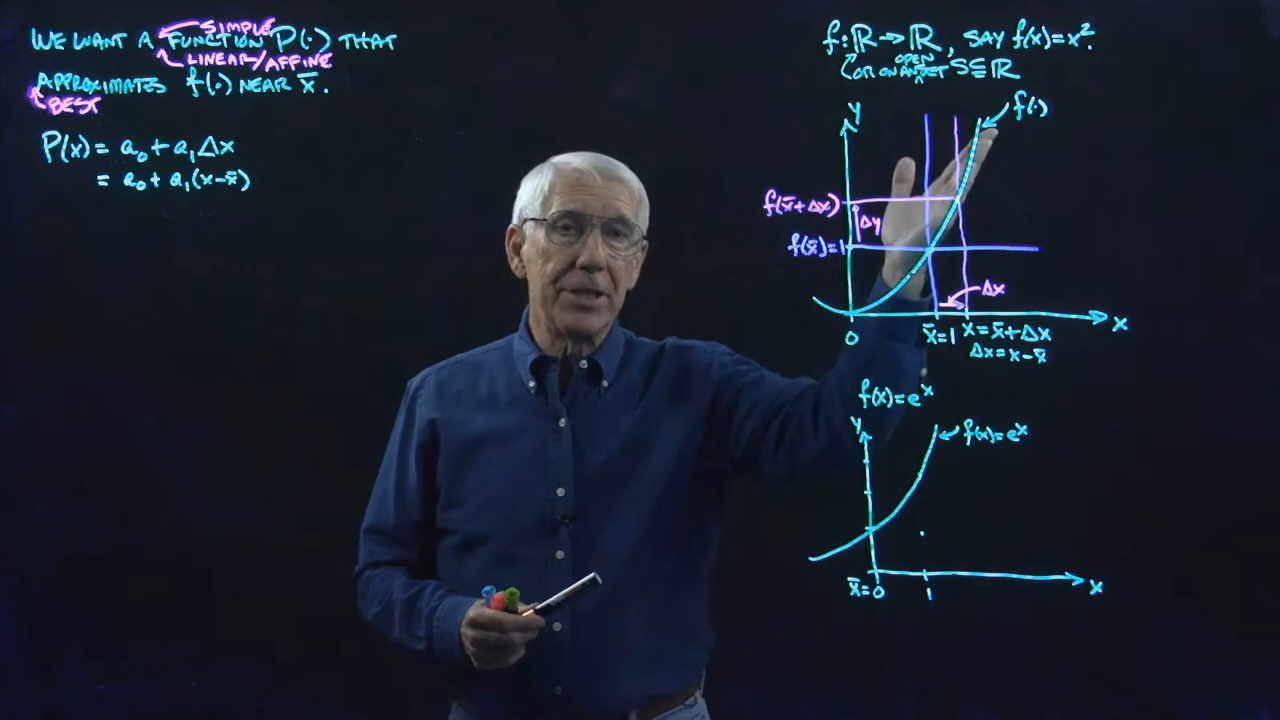 WE WANT A FUNCTION P(·) THAT
SIMPLE
LINEAR/AFFINE
APPROXIMATES f(·) NEAR x̄.
BEST
P(x) = a₀ + a₁Δx
= a₀ + a₁(x-x̄)
f: ℝ → ℝ, SAY f(x)=x².
OR ON AN SET S⊆ℝ
OPEN
y
f(·)
f(x̄+Δx)
Δy
f(x̄)=1
Δx
x
0
x̄=1 x=x̄+Δx
Δx=x-x̄
f(x)=eˣ
y
f(x)=eˣ
x̄=0
1
x